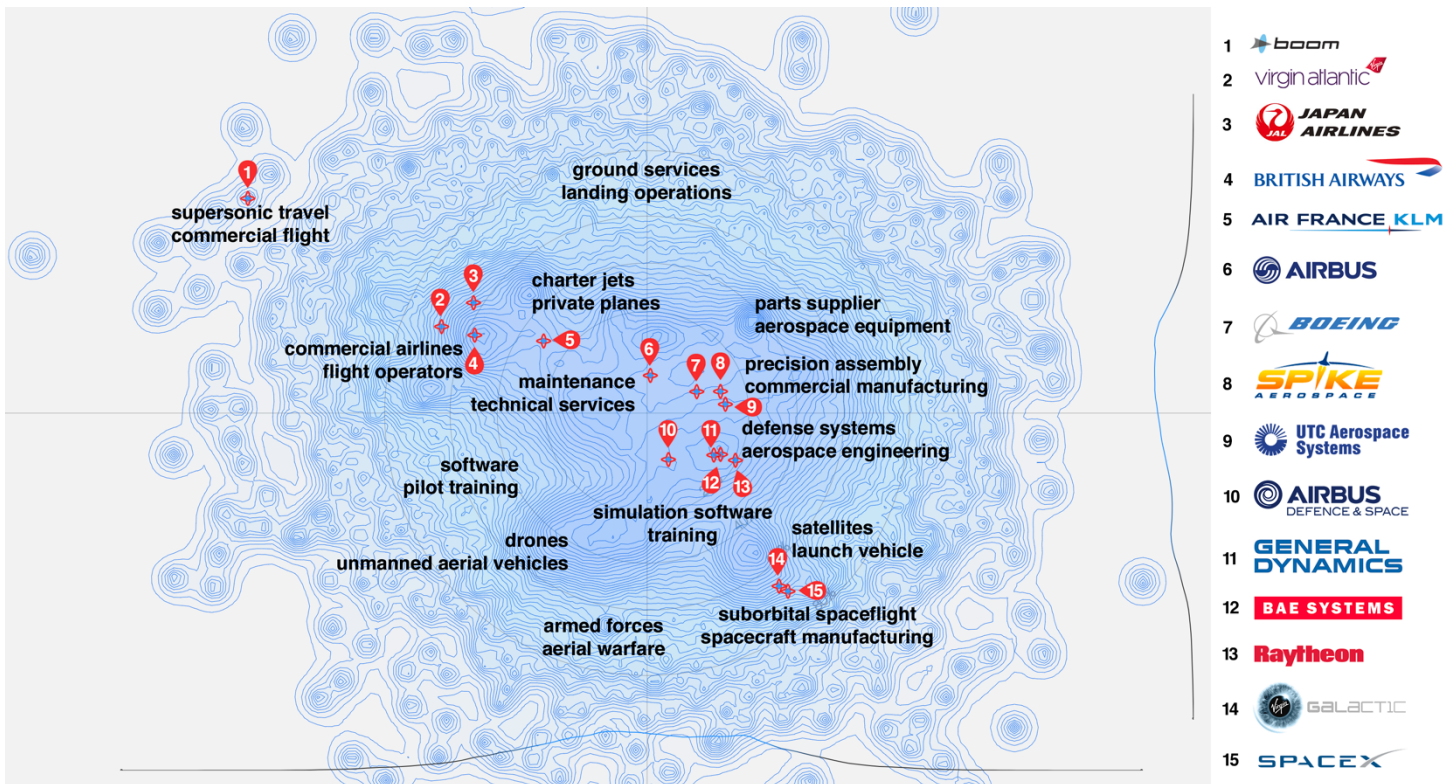 1
supersonic travel
commercial flight
ground services
landing operations
3
2
charter jets
private planes
commercial airlines
flight operators
4
5
parts supplier
aerospace equipment
6
7
8
maintenance
technical services
precision assembly
commercial manufacturing
9
10
11
defense systems
aerospace engineering
12
13
software
pilot training
simulation software
training
drones
unmanned aerial vehicles
satellites
launch vehicle
14
15
suborbital spaceflight
spacecraft manufacturing
armed forces
aerial warfare
1 boom
2 virgin atlantic
3 JAL JAPAN
AIRLINES
4 BRITISH AIRWAYS
5 AIR FRANCE KLM
6 AIRBUS
7 BOEING
8 SPIKE
AEROSPACE
9 UTC Aerospace
Systems
10 AIRBUS
DEFENCE & SPACE
11 GENERAL
DYNAMICS
12 BAE SYSTEMS
13 Raytheon
14 Virgin GALACTIC
15 SPACEX